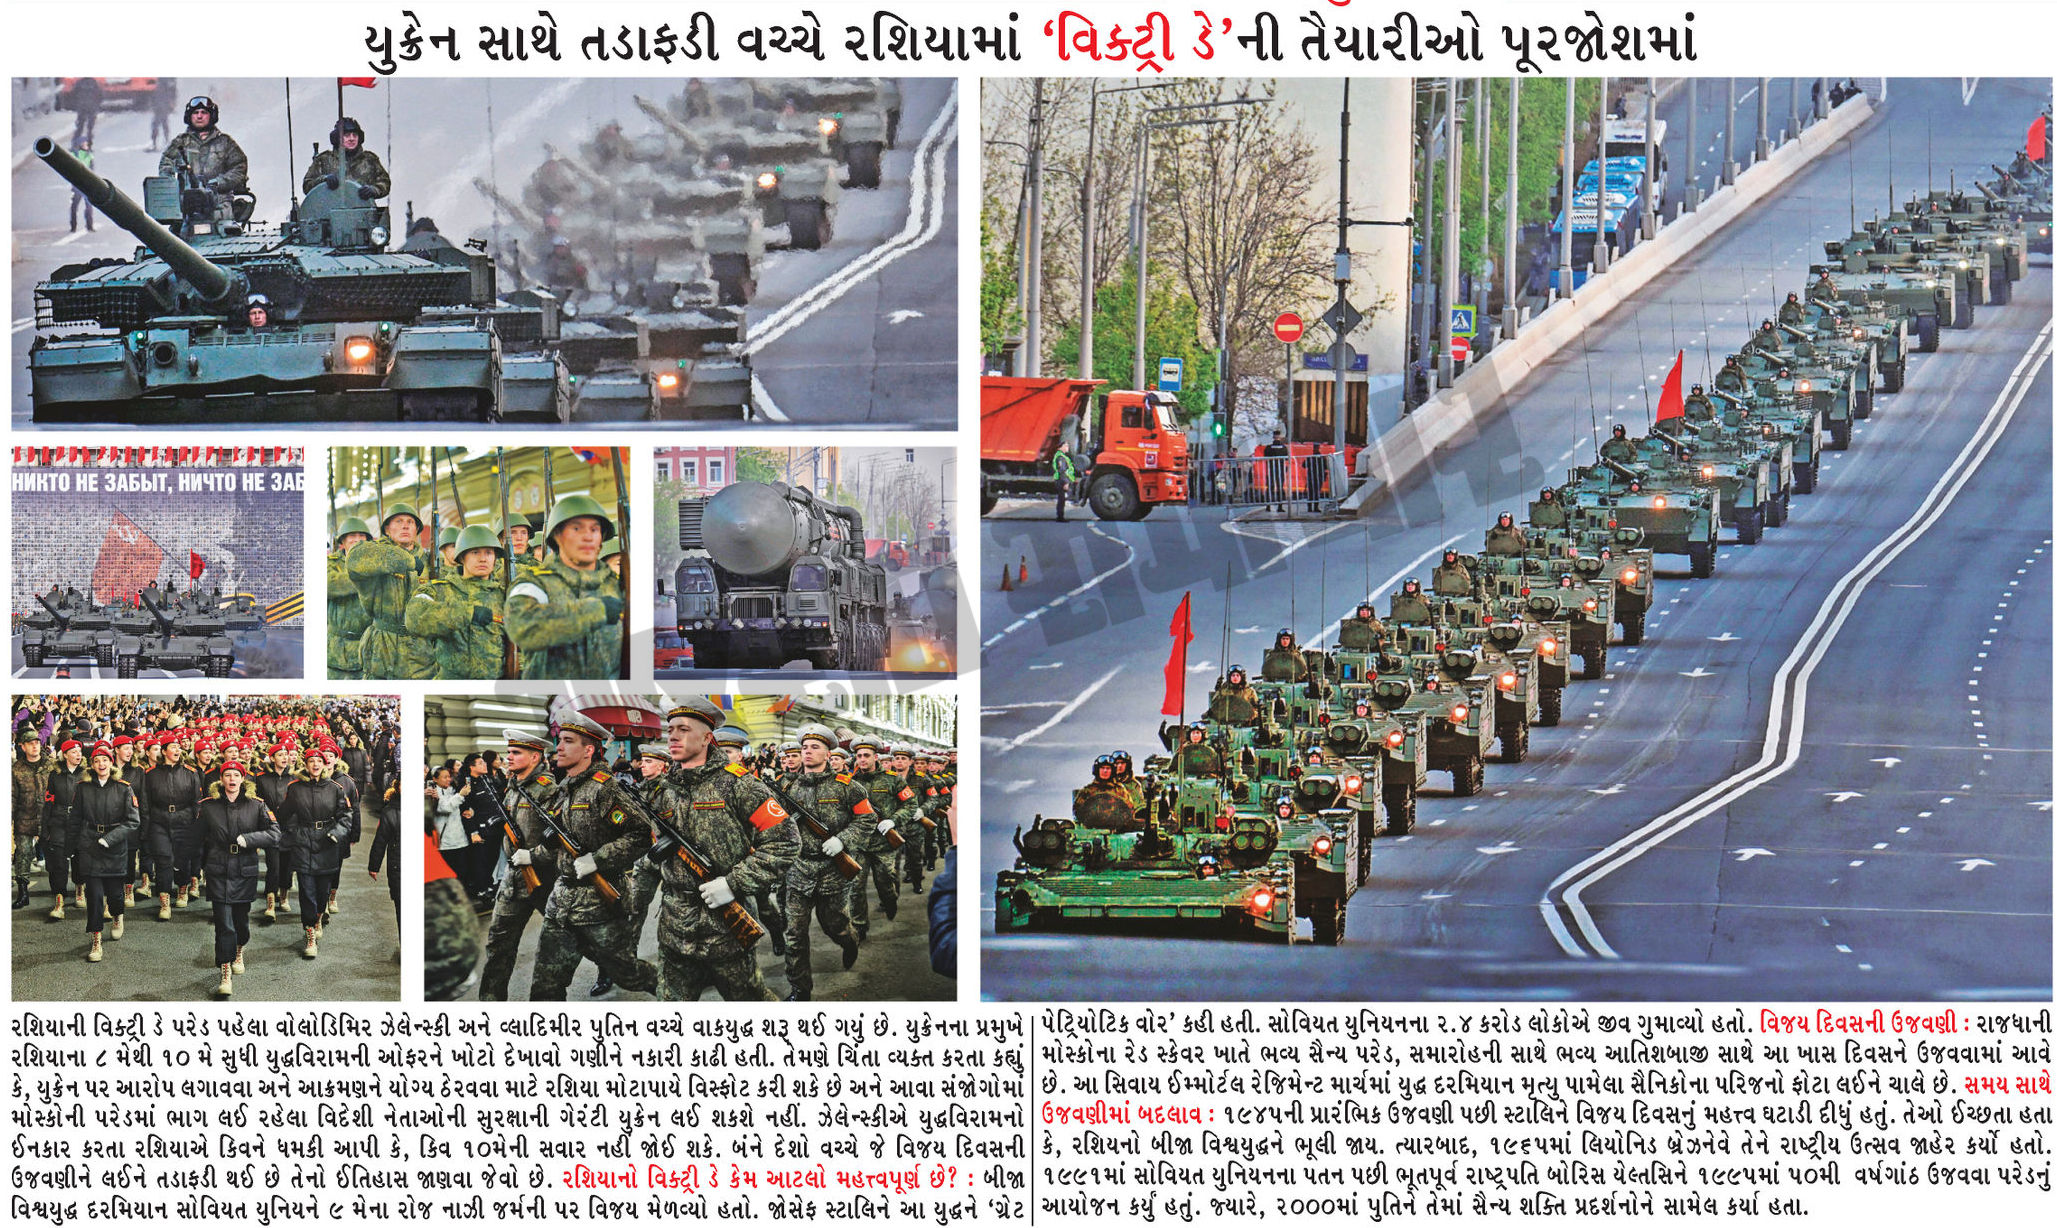 યુક્રેન સાથે તડાફડી વચ્ચે રશિયામાં ‘વિક્ટ્રી ડે’ની તૈયારીઓ પૂરજોશમાં
НИКТО НЕ ЗАБЫТ, НИЧТО НЕ ЗАБ
રશિયાની વિક્ટ્રી ડે પરેડ પહેલા વોલોડિમિર ઝેલેન્સ્કી અને વ્લાદિમીર પુતિન વચ્ચે વાકયુદ્ધ શરૂ થઈ ગયું છે. યુક્રેનના પ્રમુખે
રશિયાના ૮ મેથી ૧૦ મે સુધી યુદ્ધવિરામની ઓફરને ખોટો દેખાવો ગણીને નકારી કાઢી હતી. તેમણે ચિંતા વ્યક્ત કરતા કહ્યું
કે, યુક્રેન પર આરોપ લગાવવા અને આક્રમણને યોગ્ય ઠેરવવા માટે રશિયા મોટાપાયે વિસ્ફોટ કરી શકે છે અને આવા સંજોગોમાં
મોસ્કોની પરેડમાં ભાગ લઈ રહેલા વિદેશી નેતાઓની સુરક્ષાની ગેરંટી યુક્રેન લઈ શકશે નહીં. ઝેલેન્સ્કીએ યુદ્ધવિરામનો
ઈનકાર કરતા રશિયાએ કિવને ધમકી આપી કે, કિવ ૧૦મેની સવાર નહીં જોઈ શકે. બંને દેશો વચ્ચે જે વિજય દિવસની
ઉજવણીને લઈને તડાફડી થઈ છે તેનો ઈતિહાસ જાણવા જેવો છે. રશિયાનો વિક્ટ્રી ડે કેમ આટલો મહત્ત્વપૂર્ણ છે? : બીજા
વિશ્વયુદ્ધ દરમિયાન સોવિયત યુનિયને ૯ મેના રોજ નાઝી જર્મની પર વિજય મેળવ્યો હતો. જોસેફ સ્ટાલિને આ યુદ્ધને ‘ગ્રેટ
પેટ્રિયોટિક વોર’ કહી હતી. સોવિયત યુનિયનના ૨.૪ કરોડ લોકોએ જીવ ગુમાવ્યો હતો. વિજય દિવસની ઉજવણી : રાજધાની
મોસ્કોના રેડ સ્કેવર ખાતે ભવ્ય સૈન્ય પરેડ, સમારોહની સાથે ભવ્ય આતિશબાજી સાથે આ ખાસ દિવસને ઉજવવામાં આવે
છે. આ સિવાય ઈમ્મોર્ટલ રેજિમેન્ટ માર્ચમાં યુદ્ધ દરમિયાન મૃત્યુ પામેલા સૈનિકોના પરિજનો ફોટા લઈને ચાલે છે. સમય સાથે
ઉજવણીમાં બદલાવ : ૧૯૪૫ની પ્રારંભિક ઉજવણી પછી સ્ટાલિને વિજય દિવસનું મહત્ત્વ ઘટાડી દીધું હતું. તેઓ ઈચ્છતા હતા
કે, રશિયનો બીજા વિશ્વયુદ્ધને ભૂલી જાય. ત્યારબાદ, ૧૯૬૫માં લિયોનિડ બ્રેઝનેવે તેને રાષ્ટ્રીય ઉત્સવ જાહેર કર્યો હતો.
૧૯૯૧માં સોવિયત યુનિયનના પતન પછી ભૂતપૂર્વ રાષ્ટ્રપતિ બોરિસ યેલ્તસિને ૧૯૯૫માં ૫૦મી વર્ષગાંઠ ઉજવવા પરેડનું
આયોજન કર્યું હતું. જ્યારે, ૨૦૦૦માં પુતિને તેમાં સૈન્ય શક્તિ પ્રદર્શનોને સામેલ કર્યા હતા.